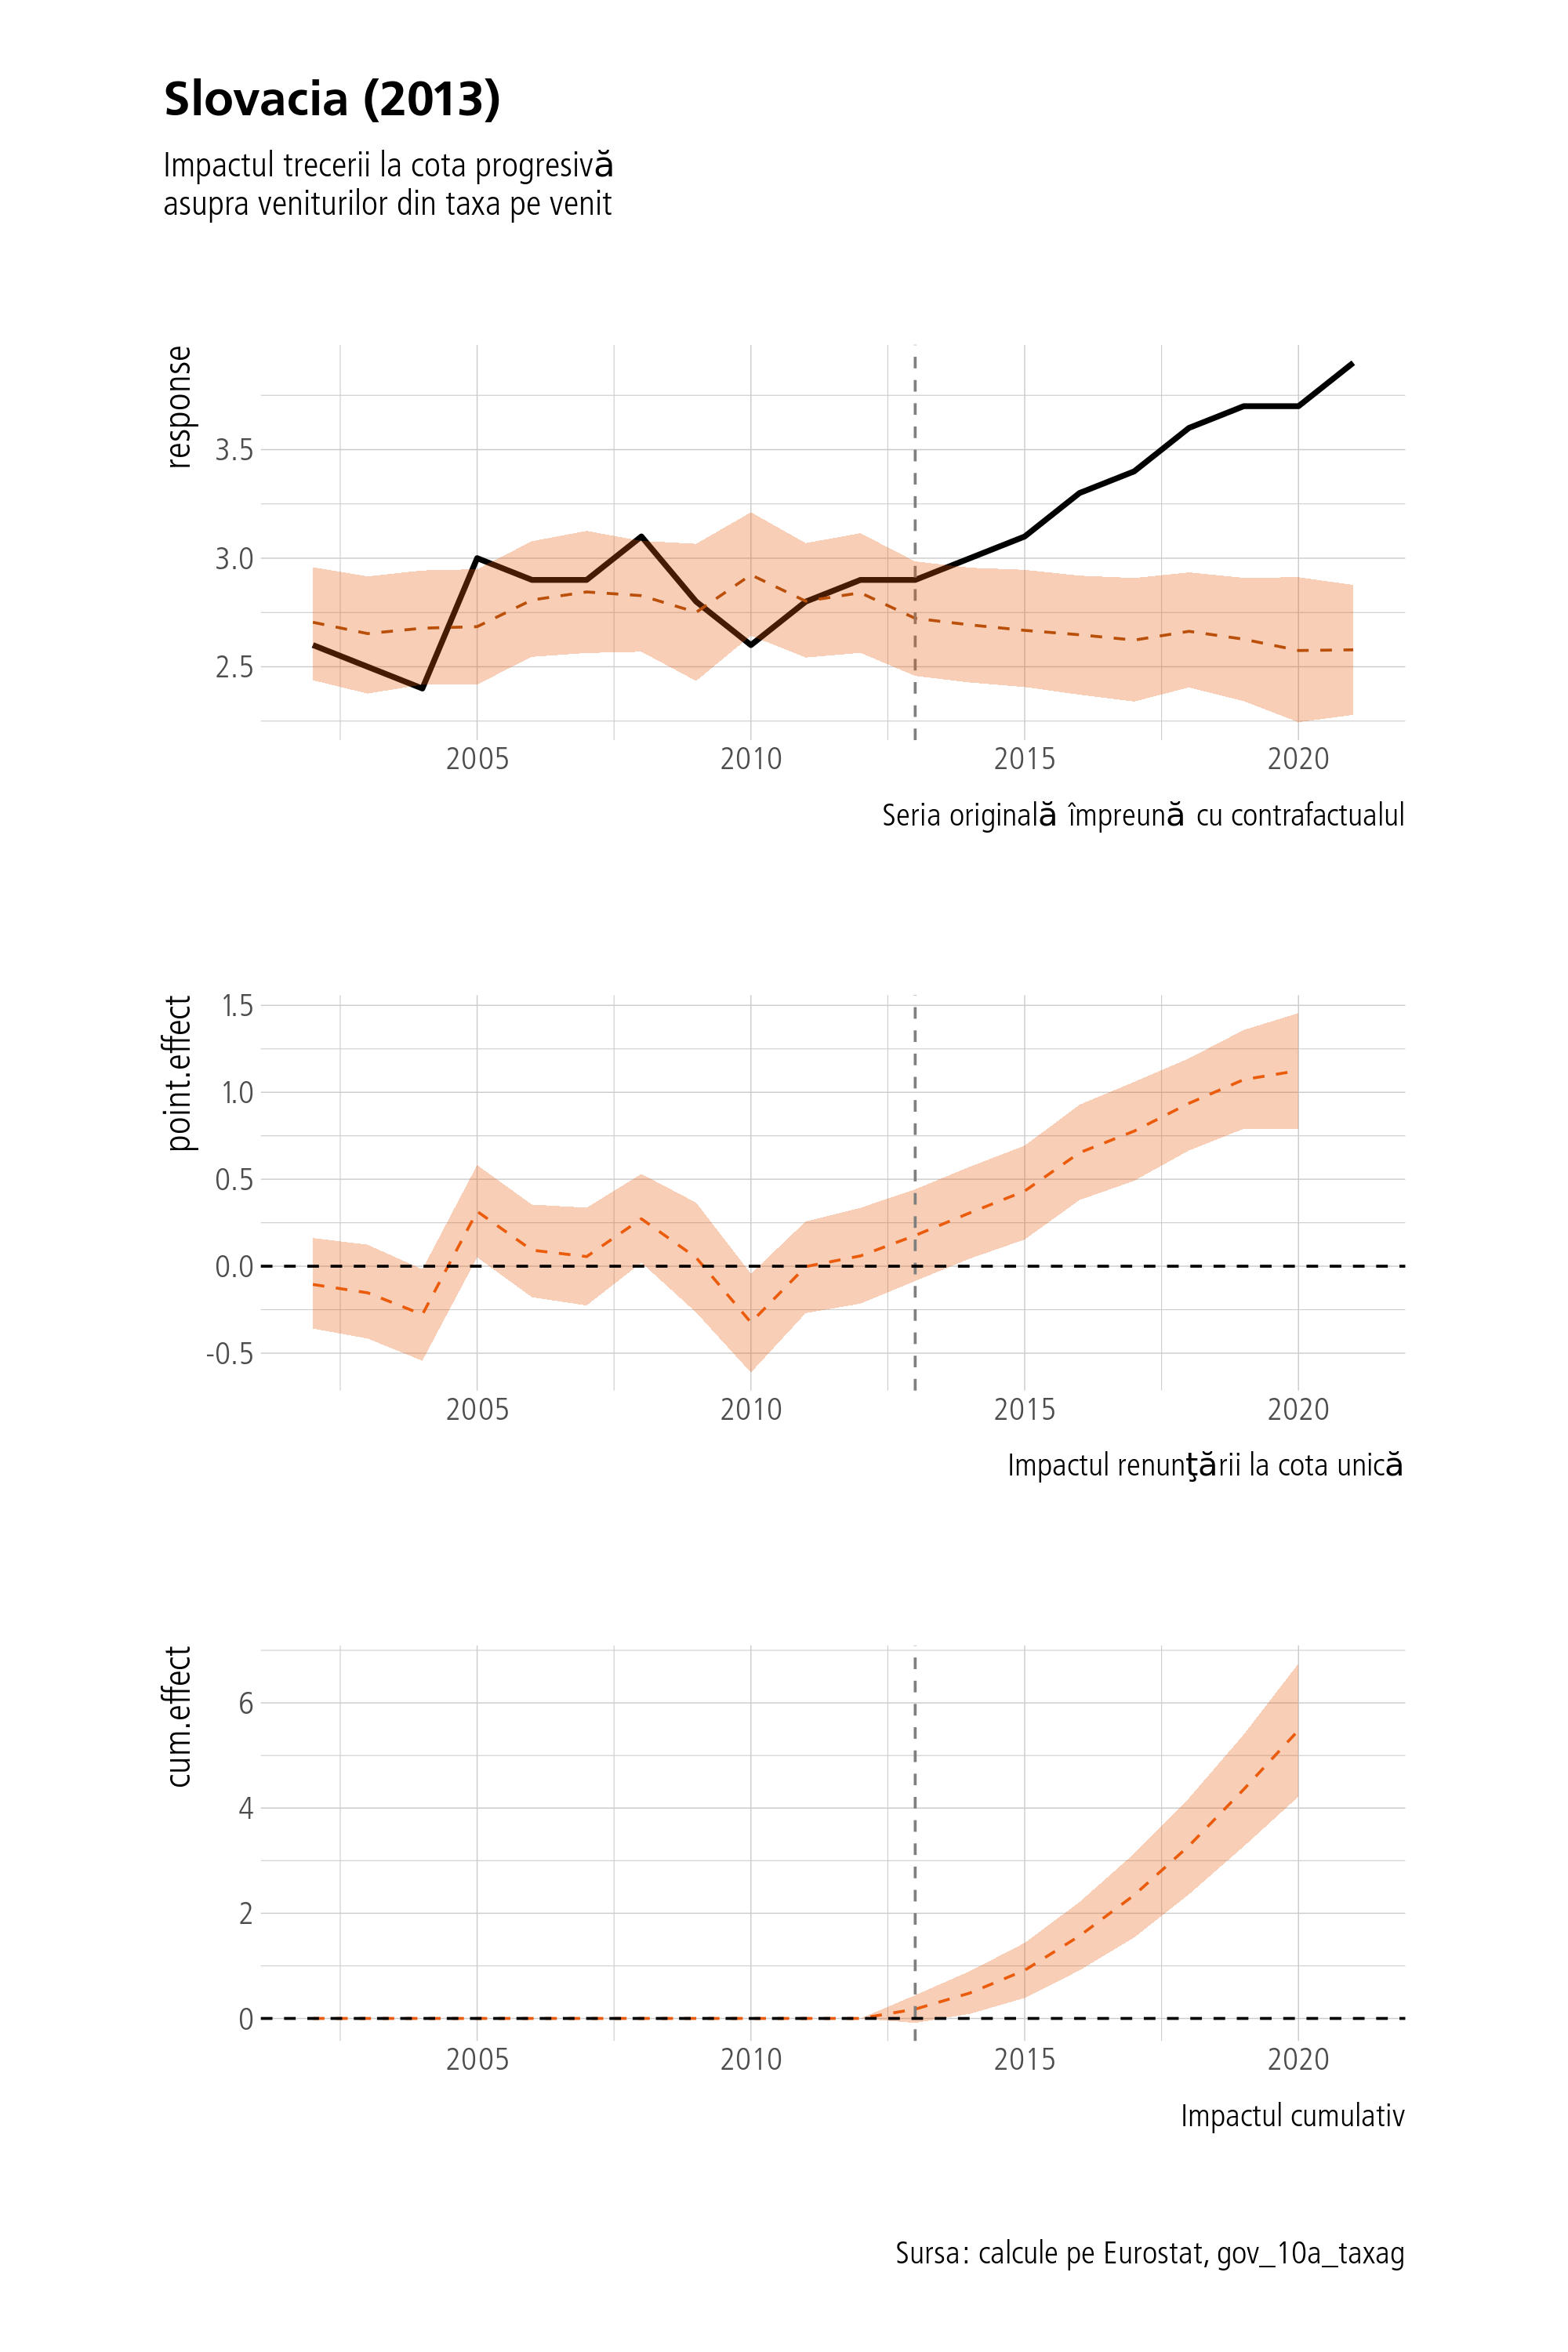 Slovacia (2013)
Impactul trecerii la cota progresivă
asupra veniturilor din taxa pe venit
response
3.5
3.0
2.5
2005 2010 2015 2020
Seria originală împreună cu contrafactualul
point.effect
1.5
1.0
0.5
0.0
-0.5
2005 2010 2015 2020
Impactul renunţării la cota unică
cum.effect
6
4
2
0
2005 2010 2015 2020
Impactul cumulativ
Sursa: calcule pe Eurostat, gov_10a_taxag